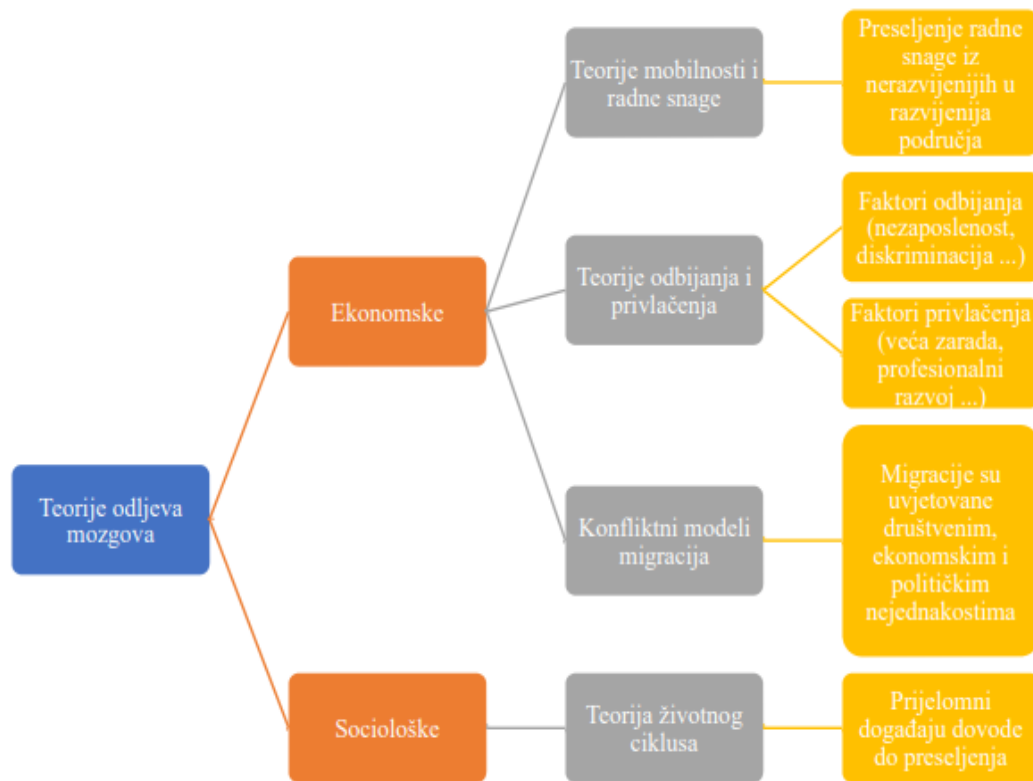 Teorije odljeva
mozgova
Ekonomske
Teorije mobilnosti i
radne snage
Preseljenje radne
snage iz
nerazvijenijih u
razvijenija
područja
Teorije odbijanja i
privlačenja
Faktori odbijanja
(nezaposlenost,
diskriminacija ...)
Faktori privlačenja
(veća zarada,
profesionalni
razvoj ...)
Konfliktni modeli
migracija
Migracije su
uvjetovane
društvenim,
ekonomskim i
političkim
nejednakostima
Sociološke
Teorija životnog
ciklusa
Prijelomni
događaju dovode
do preseljenja